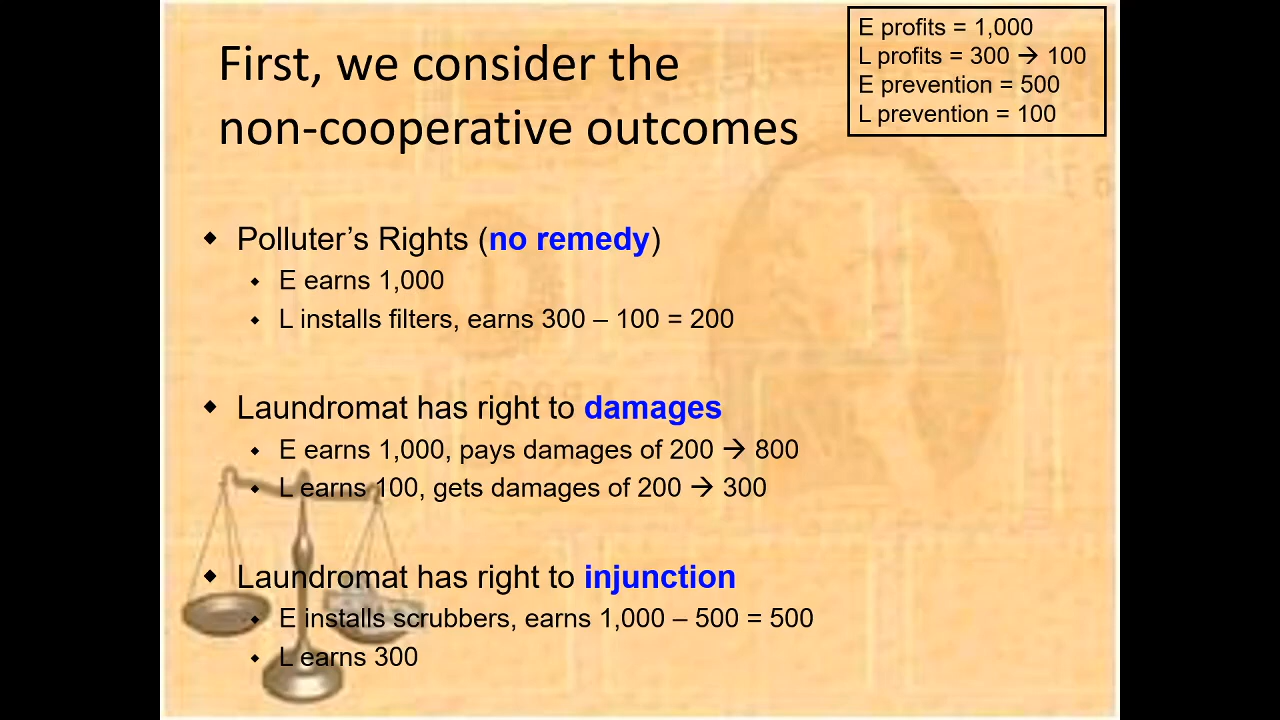 First, we consider the
non-cooperative outcomes
E profits = 1,000
L profits = 300 → 100
E prevention = 500
L prevention = 100
◆ Polluter’s Rights (no remedy)
◆ E earns 1,000
◆ L installs filters, earns 300 – 100 = 200
◆ Laundromat has right to damages
◆ E earns 1,000, pays damages of 200 → 800
◆ L earns 100, gets damages of 200 → 300
◆ Laundromat has right to injunction
◆ E installs scrubbers, earns 1,000 – 500 = 500
◆ L earns 300